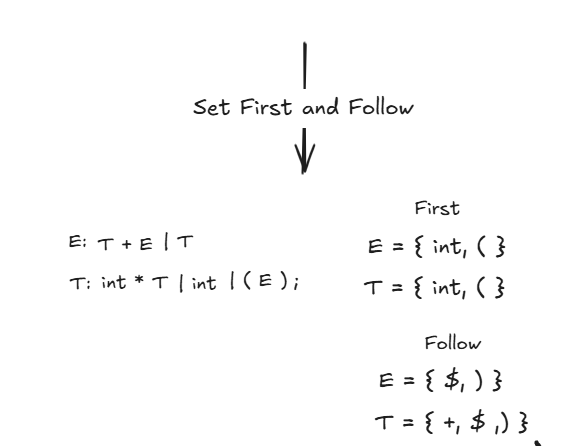 Set First and Follow
E: T + E | T
T: int * T | int | ( E ) ;
First
E = { int, ( }
T = { int, ( }
Follow
E = { $, ) }
T = { +, $ ,) }